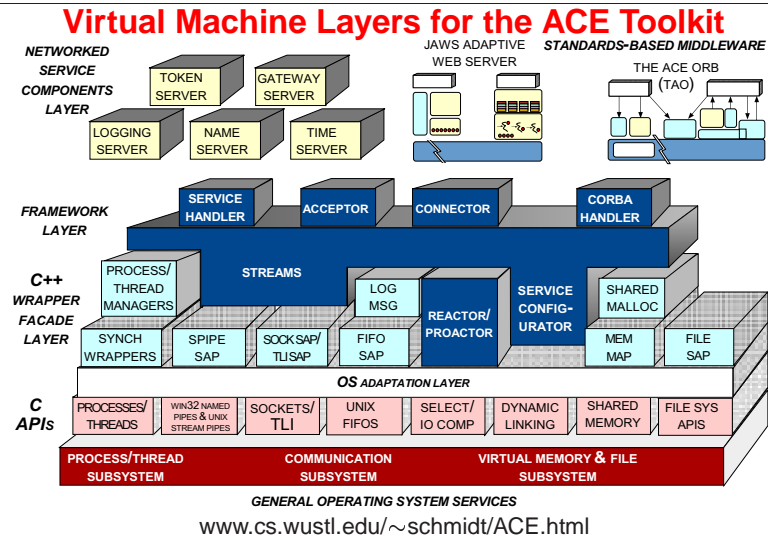 Virtual Machine Layers for the ACE Toolkit
NETWORKED
SERVICE
COMPONENTS
LAYER
TOKEN
SERVER
GATEWAY
SERVER
LOGGING
SERVER
NAME
SERVER
TIME
SERVER
JAWS ADAPTIVE
WEB SERVER
STANDARDS-BASED MIDDLEWARE
THE ACE ORB
(TAO)
FRAMEWORK
LAYER
SERVICE
HANDLER
ACCEPTOR
CONNECTOR
CORBA
HANDLER
STREAMS
SERVICE
CONFIG-
URATOR
REACTOR/
PROACTOR
C++
WRAPPER
FACADE
LAYER
PROCESS/
THREAD
MANAGERS
LOG
MSG
SHARED
MALLOC
SYNCH
WRAPPERS
SPIPE
SAP
SOCK SAP/
TLI SAP
FIFO
SAP
MEM
MAP
FILE
SAP
OS ADAPTATION LAYER
C
APIs
PROCESSES/
THREADS
WIN32 NAMED
PIPES & UNIX
STREAM PIPES
SOCKETS/
TLI
UNIX
FIFOS
SELECT/
IO COMP
DYNAMIC
LINKING
SHARED
MEMORY
FILE SYS
APIS
PROCESS/THREAD
SUBSYSTEM
COMMUNICATION
SUBSYSTEM
VIRTUAL MEMORY & FILE
SUBSYSTEM
GENERAL OPERATING SYSTEM SERVICES
www.cs.wustl.edu/∼schmidt/ACE.html